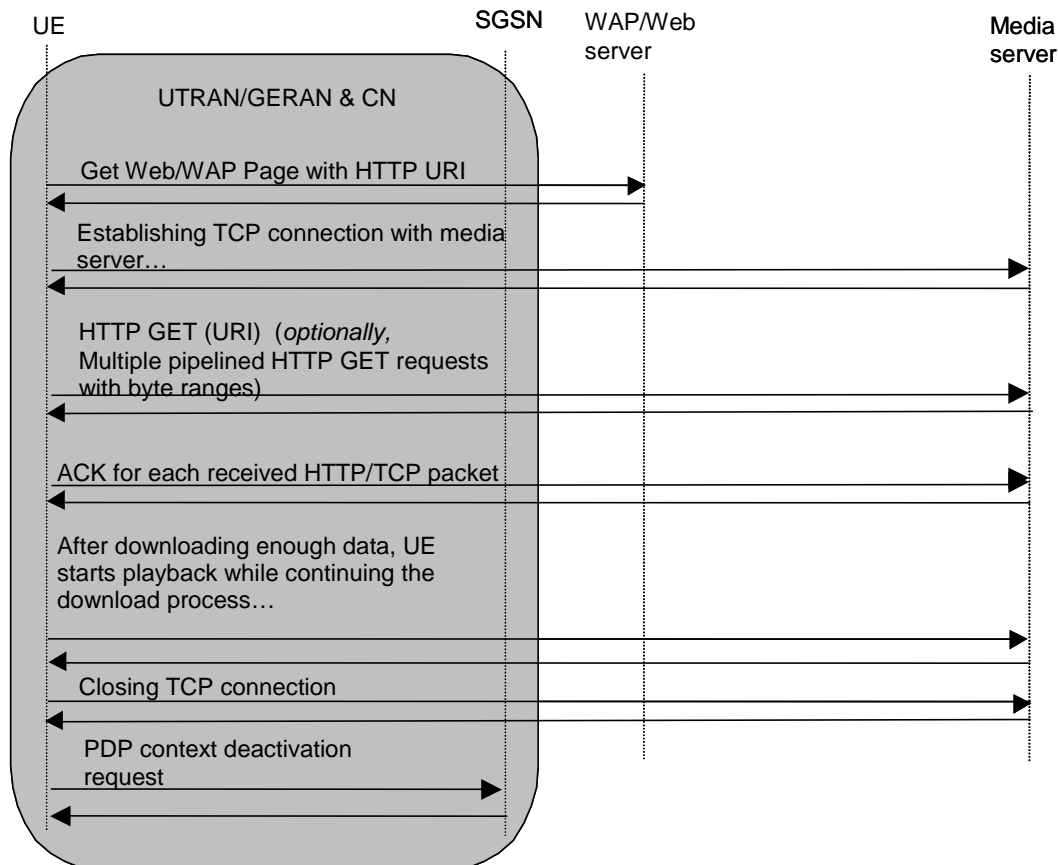 UE
SGSN
WAP/Web
server
Media
server
UTRAN/GERAN & CN
Get Web/WAP Page with HTTP URI
Establishing TCP connection with media
server…
HTTP GET (URI) (optionally,
Multiple pipelined HTTP GET requests
with byte ranges)
ACK for each received HTTP/TCP packet
After downloading enough data, UE
starts playback while continuing the
download process…
Closing TCP connection
PDP context deactivation
request